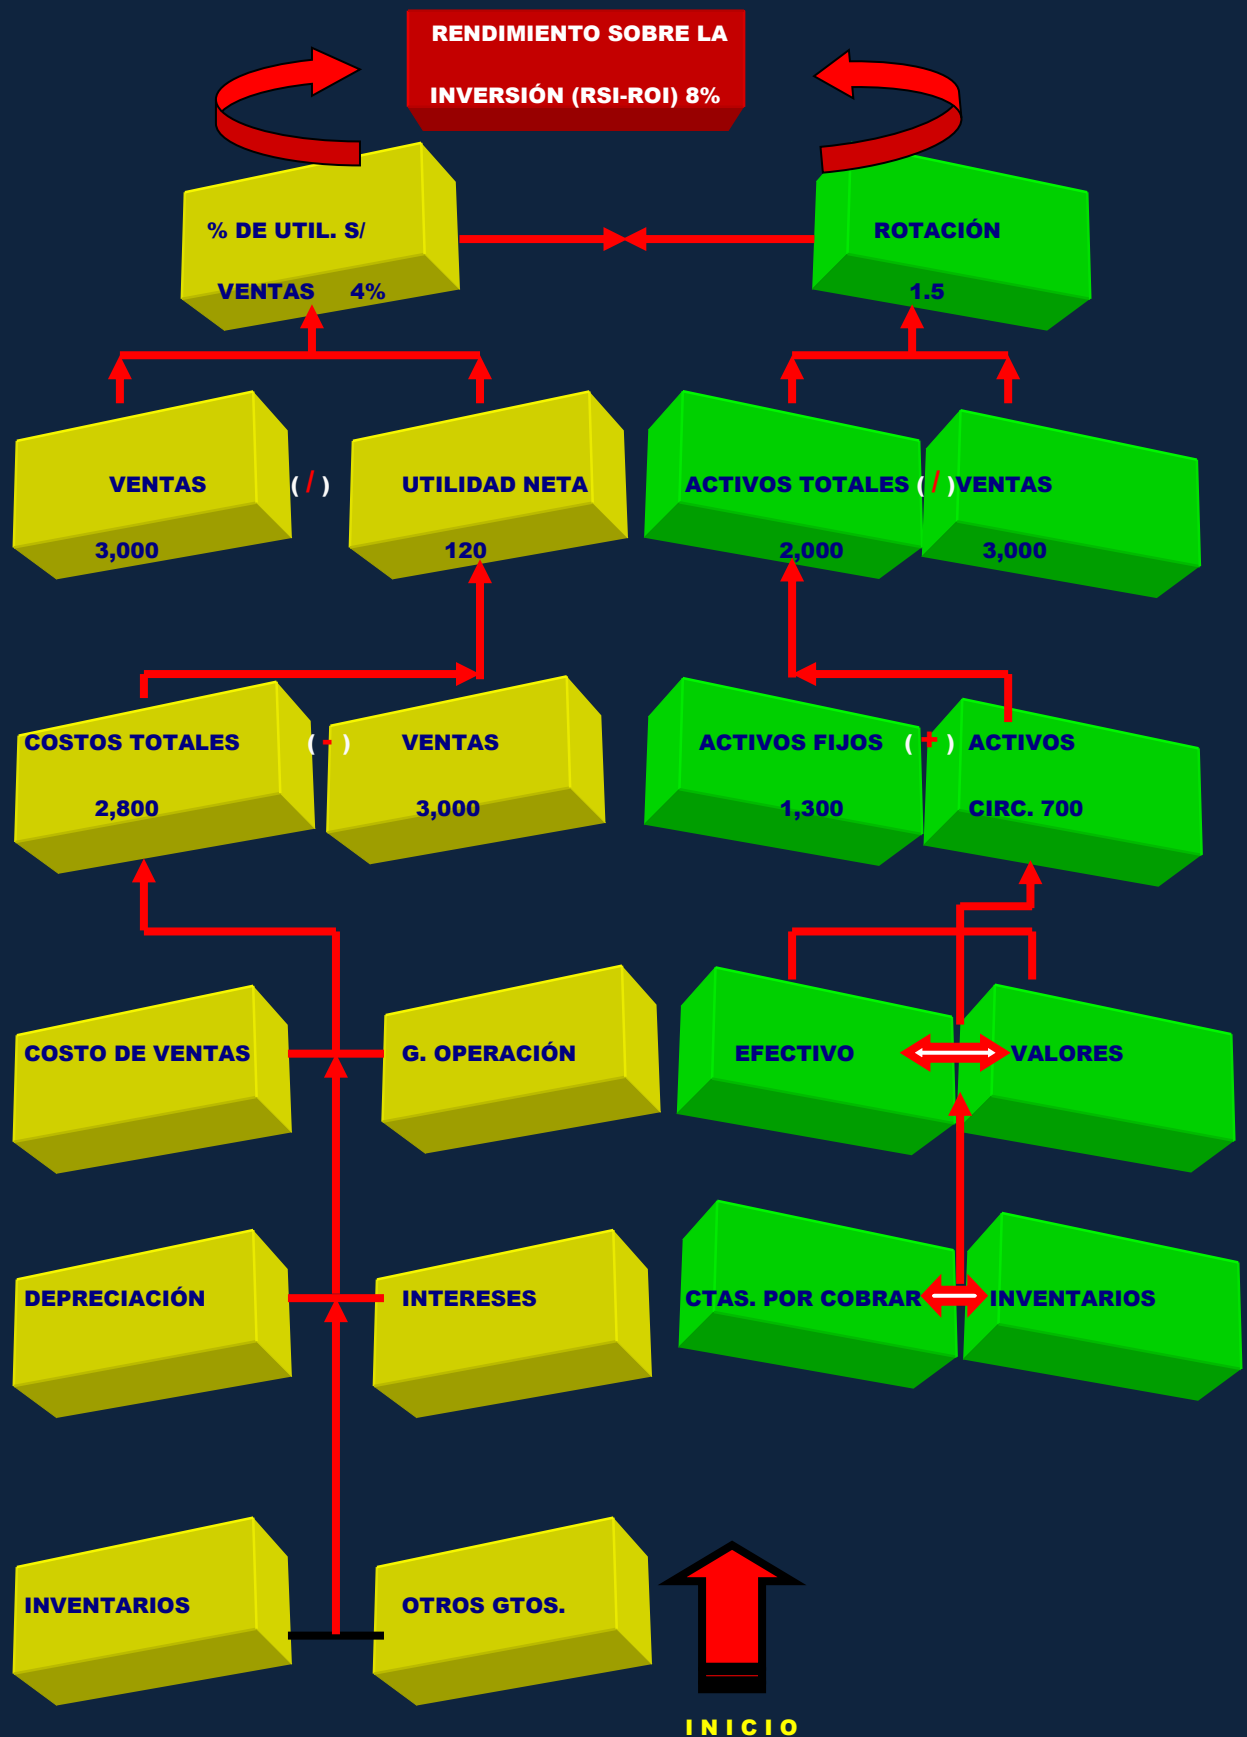 RENDIMIENTO SOBRE LA
INVERSIÓN (RSI-ROI) 8%
% DE UTIL. S/
VENTAS 4%
ROTACIÓN
1.5
VENTAS ( / ) UTILIDAD NETA
3,000 120
ACTIVOS TOTALES ( / ) VENTAS
2,000 3,000
COSTOS TOTALES ( - ) VENTAS
2,800 3,000
ACTIVOS FIJOS ( + ) ACTIVOS
1,300 CIRC. 700
COSTO DE VENTAS G. OPERACIÓN
EFECTIVO VALORES
DEPRECIACIÓN INTERESES
CTAS. POR COBRAR INVENTARIOS
INVENTARIOS OTROS GTOS.
I N I C I O